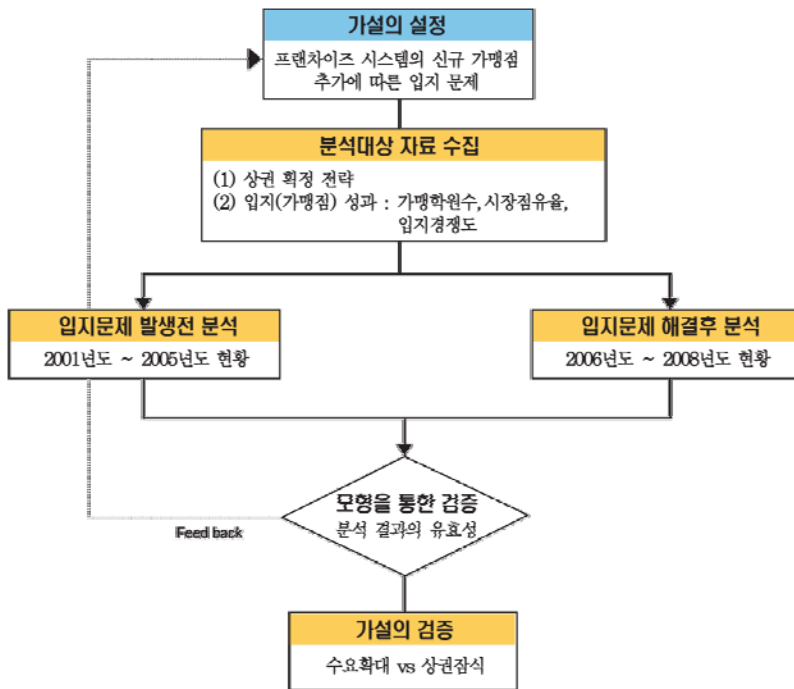 가설의 설정
프랜차이즈 시스템의 신규 가맹점
추가에 따른 입지 문제
분석대상 자료 수집
(1) 상권 획정 전략
(2) 입지(가맹점) 성과 : 가맹학원수, 시장점유율,
입지경쟁도
입지문제 발생전 분석
2001년도 ~ 2005년도 현황
입지문제 해결후 분석
2006년도 ~ 2008년도 현황
모형을 통한 검증
분석 결과의 유효성
Feed back
가설의 검증
수요확대 vs 상권잠식